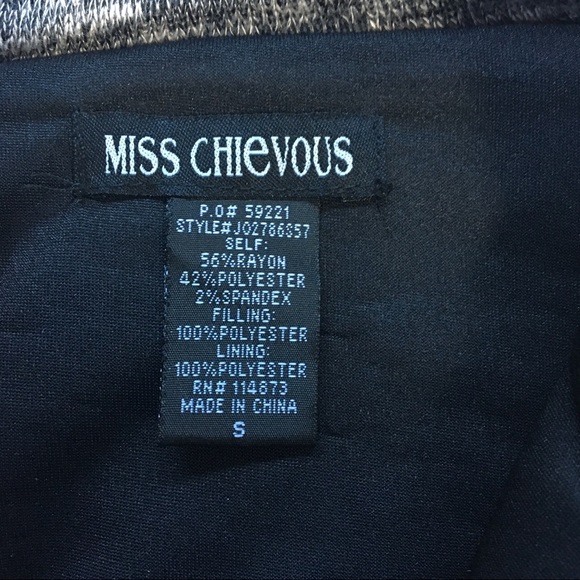 MISS CHIEVOUS
P.O# 59221
STYLE#J02786S57
SELF:
56%RAYON
42%POLYESTER
2%SPANDEX
FILLING:
100%POLYESTER
LINING:
100%POLYESTER
RN# 114873
MADE IN CHINA
S